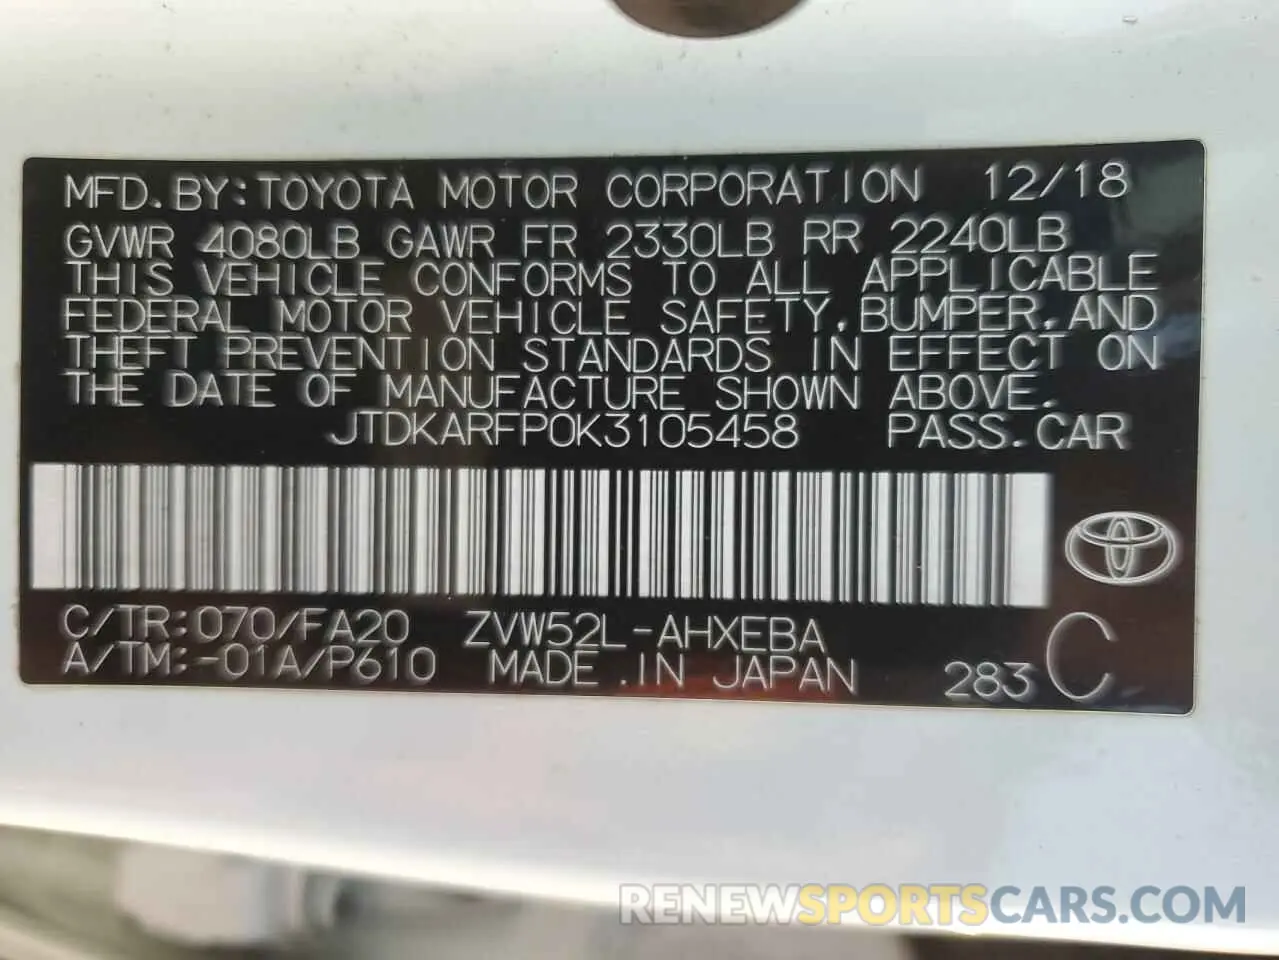 MFD. BY: TOYOTA MOTOR CORPORATION 12/18
GVWR 4080LB GAWR FR 2330LB RR 2240LB
THIS VEHICLE CONFORMS TO ALL APPLICABLE
FEDERAL MOTOR VEHICLE SAFETY, BUMPER, AND
THEFT PREVENTION STANDARDS IN EFFECT ON
THE DATE OF MANUFACTURE SHOWN ABOVE.
JTDKARFP0K3105458 PASS. CAR
C/TR: 070/FA20 ZVW52L-AHXEBA
A/TM: -01A/P610 MADE IN JAPAN 283 C
RENEWSPORTSCARS.COM